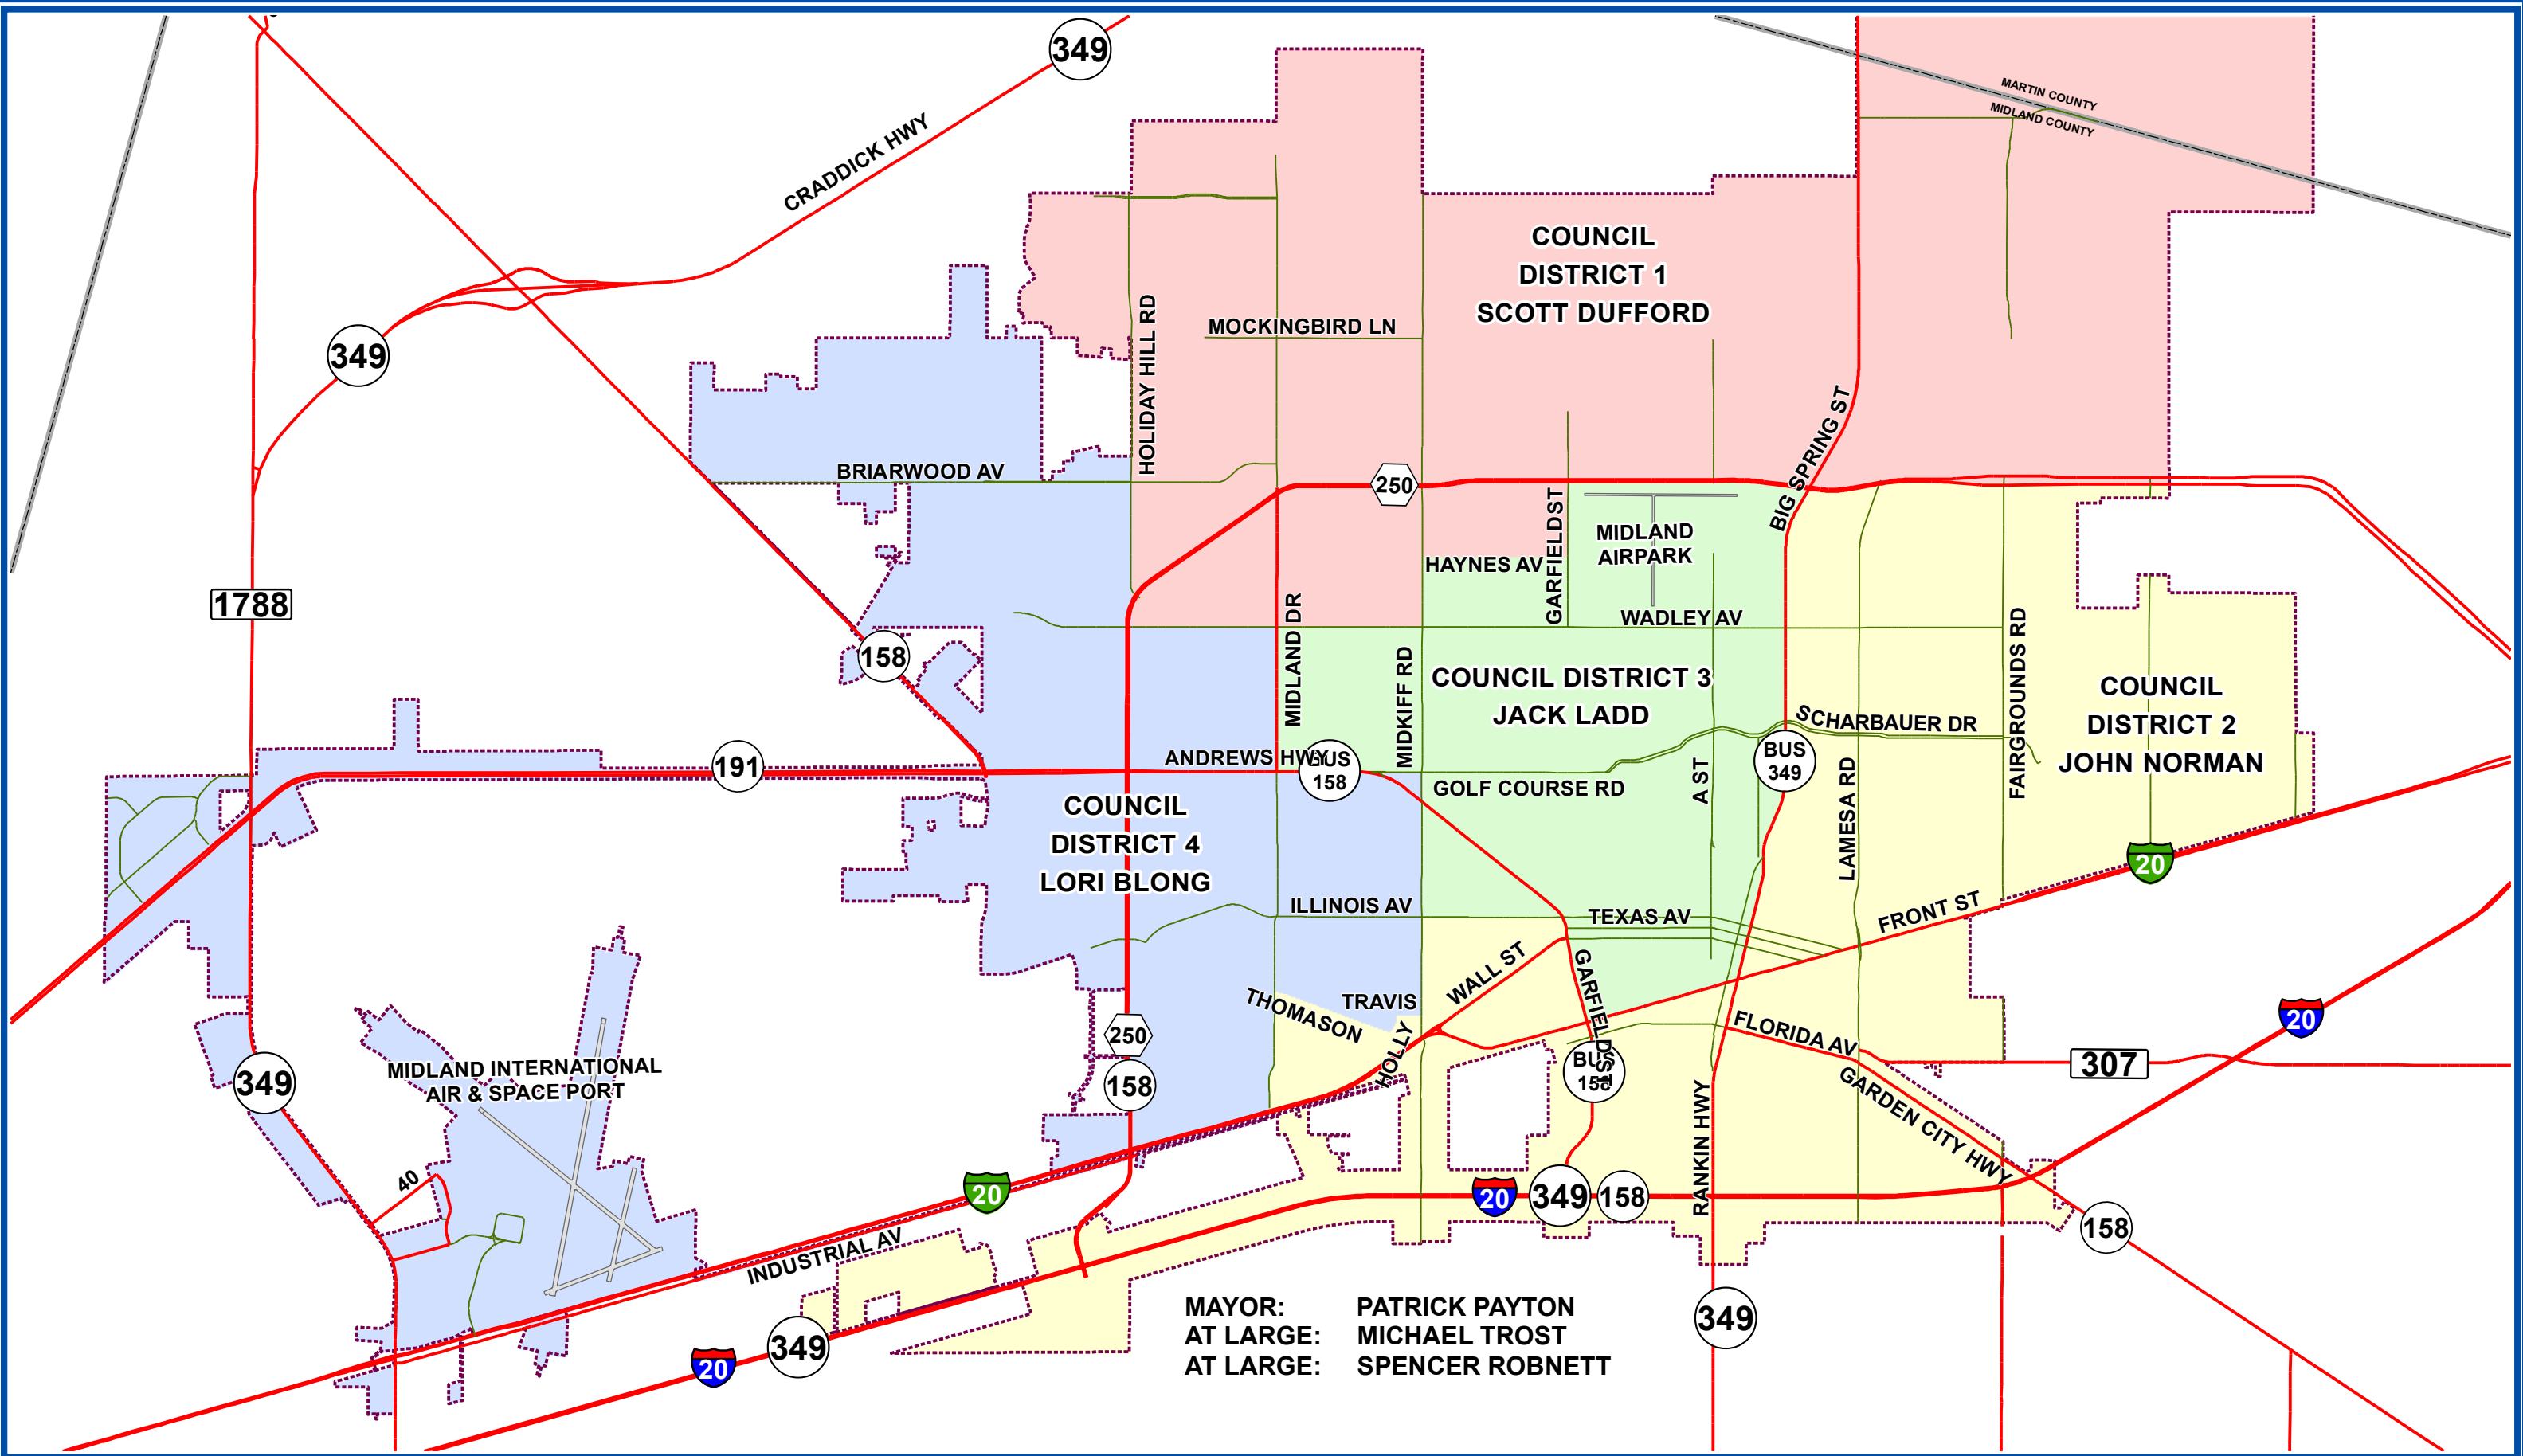 349
MARTIN COUNTY
MIDLAND COUNTY
CRADDICK HWY
COUNCIL
DISTRICT 1
SCOTT DUFFORD
349
HOLIDAY HILL RD
MOCKINGBIRD LN
BIG SPRING ST
BRIARWOOD AV
250
GARFIELDST
MIDLAND
AIRPARK
HAYNES AV
1788
WADLEY AV
MIDLAND DR
158
MIDKIFF RD
COUNCIL DISTRICT 3
JACK LADD
FAIRGROUNDS RD
COUNCIL
DISTRICT 2
JOHN NORMAN
SCHARBAUER DR
191
ANDREWS HWY
BUS
158
BUS
349
GOLF COURSE RD
A ST
LAMESA RD
COUNCIL
DISTRICT 4
LORI BLONG
20
ILLINOIS AV
TEXAS AV
FRONT ST
WALL ST
GARFIELDST
THOMASON
TRAVIS
HOLLY
250
FLORIDA AV
20
MIDLAND INTERNATIONAL
AIR & SPACE PORT
349
158
BUS
158
307
GARDEN CITY HWY
RANKIN HWY
40
20
20
349
158
158
INDUSTRIAL AV
MAYOR: PATRICK PAYTON
AT LARGE: MICHAEL TROST
AT LARGE: SPENCER ROBNETT
349
349
20